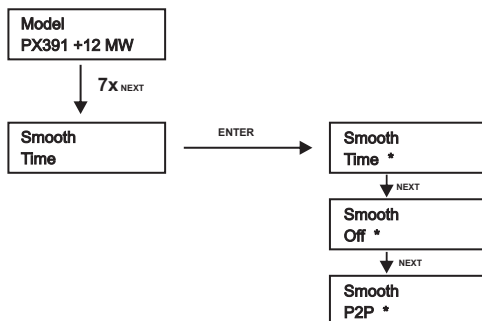 Model
PX391 +12 MW
7x NEXT
Smooth
Time
ENTER
Smooth
Time *
NEXT
Smooth
Off *
NEXT
Smooth
P2P *